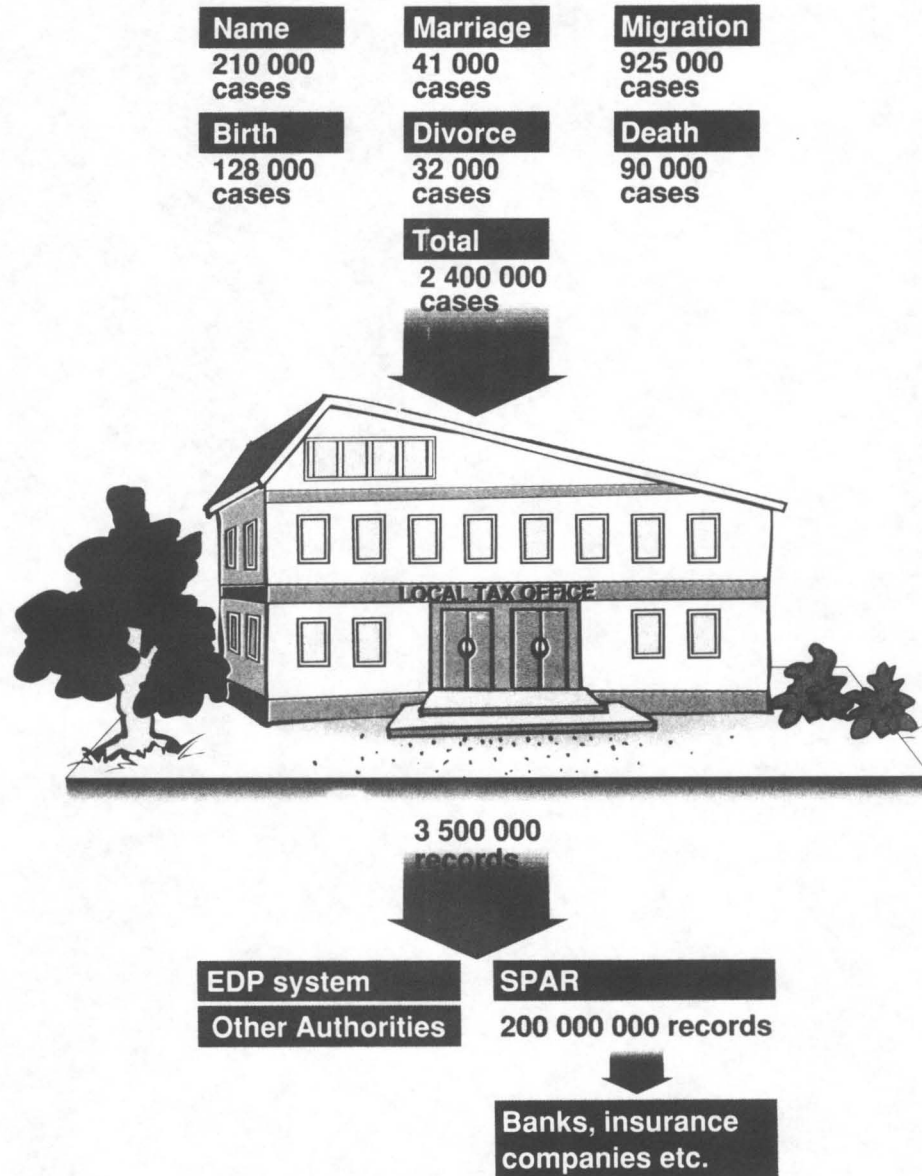 Name
210 000
cases
Marriage
41 000
cases
Migration
925 000
cases
Birth
128 000
cases
Divorce
32 000
cases
Death
90 000
cases
Total
2 400 000
cases
LOCAL TAX OFFICE
3 500 000
records
EDP system
Other Authorities
SPAR
200 000 000 records
Banks, insurance
companies etc.